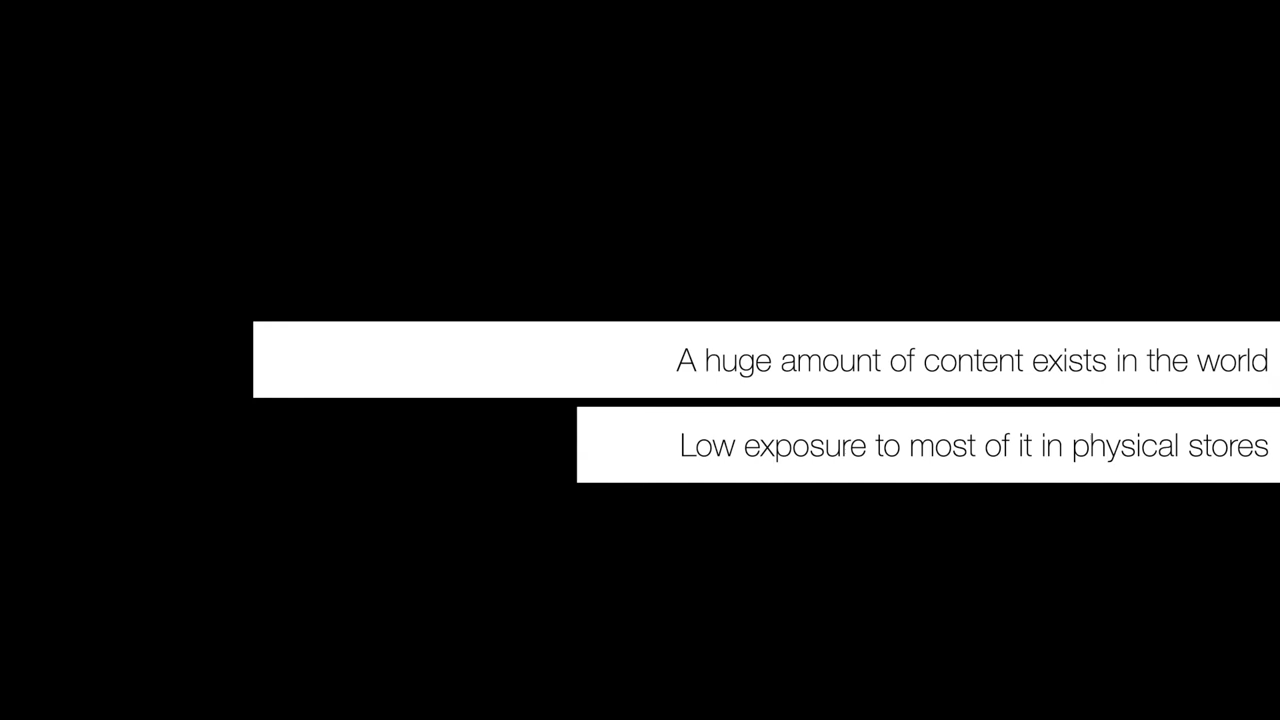 A huge amount of content exists in the world
Low exposure to most of it in physical stores